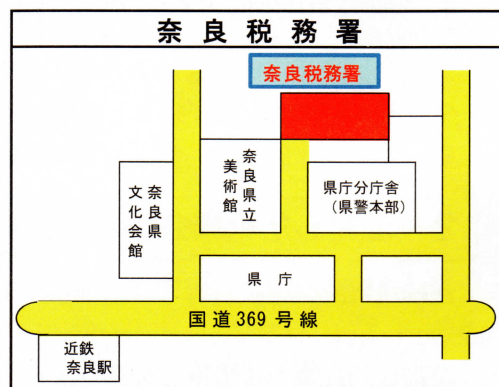 奈良税務署
奈良税務署
奈良県立
美術館
奈良県
文化会館
県庁分庁舎
（県警本部）
県庁
国道369号線
近鉄
奈良駅